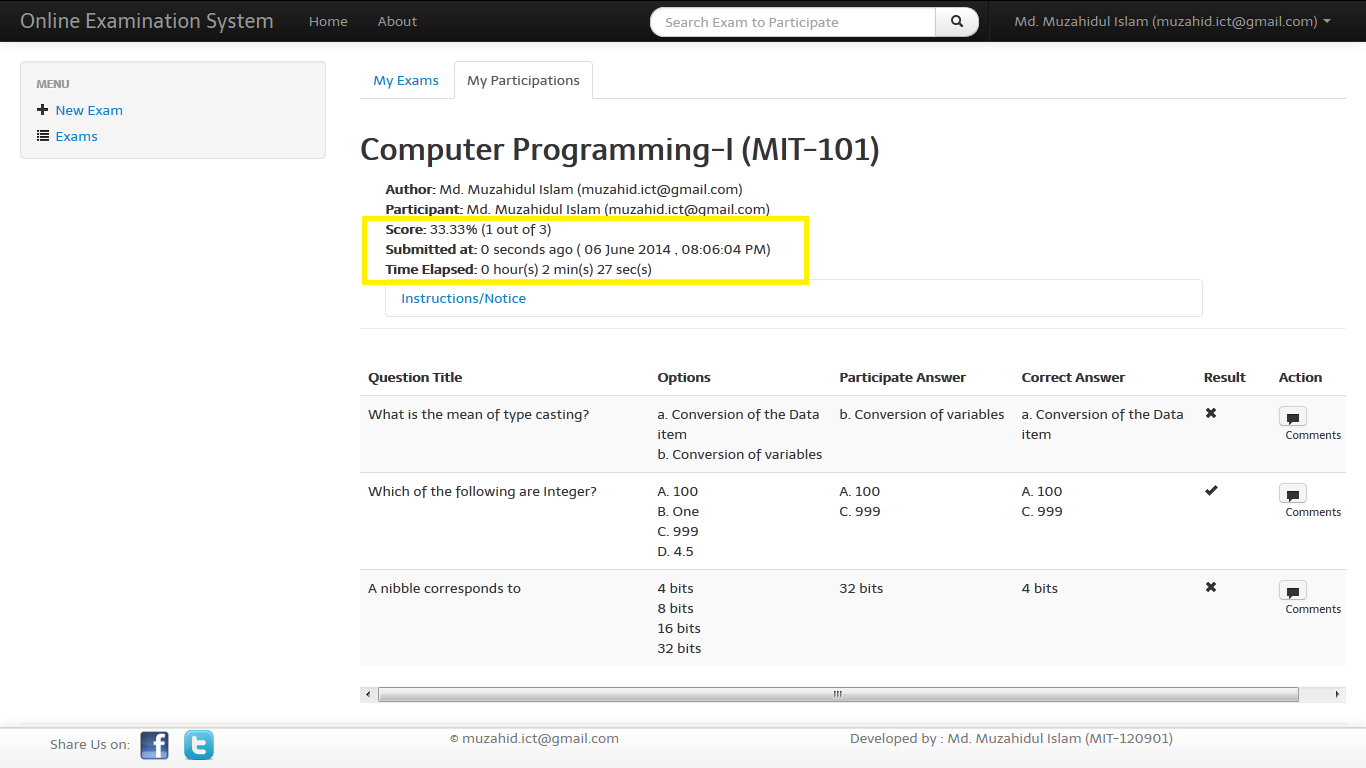 Online Examination System Home About Search Exam to Participate Md. Muzahidul Islam (muzahid.ict@gmail.com)
MENU
New Exam
Exams
My Exams My Participations
Computer Programming-I (MIT-101)
Author: Md. Muzahidul Islam (muzahid.ict@gmail.com)
Participant: Md. Muzahidul Islam (muzahid.ict@gmail.com)
Score: 33.33% (1 out of 3)
Submitted at: 0 seconds ago ( 06 June 2014 , 08:06:04 PM)
Time Elapsed: 0 hour(s) 2 min(s) 27 sec(s)
Instructions/Notice
Question Title Options Participate Answer Correct Answer Result Action
What is the mean of type casting? a. Conversion of the Data b. Conversion of variables a. Conversion of the Data
item item Comments
b. Conversion of variables
Which of the following are Integer? A. 100 A. 100 A. 100
B. One C. 999 C. 999 Comments
C. 999
D. 4.5
A nibble corresponds to 4 bits 32 bits 4 bits
8 bits Comments
16 bits
32 bits
Share Us on: f t © muzahid.ict@gmail.com Developed by : Md. Muzahidul Islam (MIT-120901)